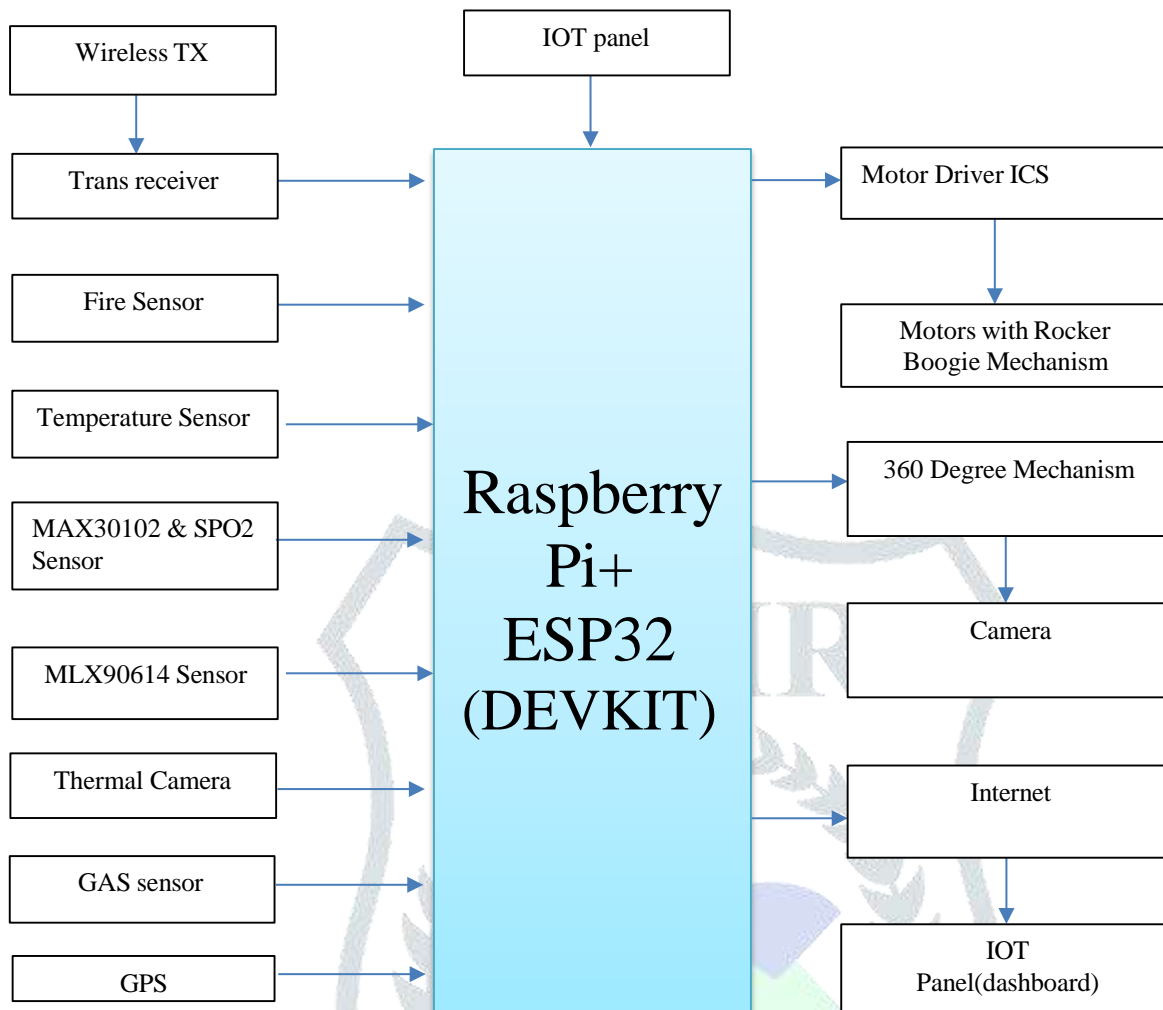 Wireless TX
IOT panel
Trans receiver
Motor Driver ICS
Fire Sensor
Motors with Rocker
Boogie Mechanism
Temperature Sensor
360 Degree Mechanism
Raspberry
Pi+
ESP32
(DEVKIT)
MAX30102 & SPO2
Sensor
Camera
MLX90614 Sensor
Thermal Camera
Internet
GAS sensor
GPS
IOT
Panel(dashboard)